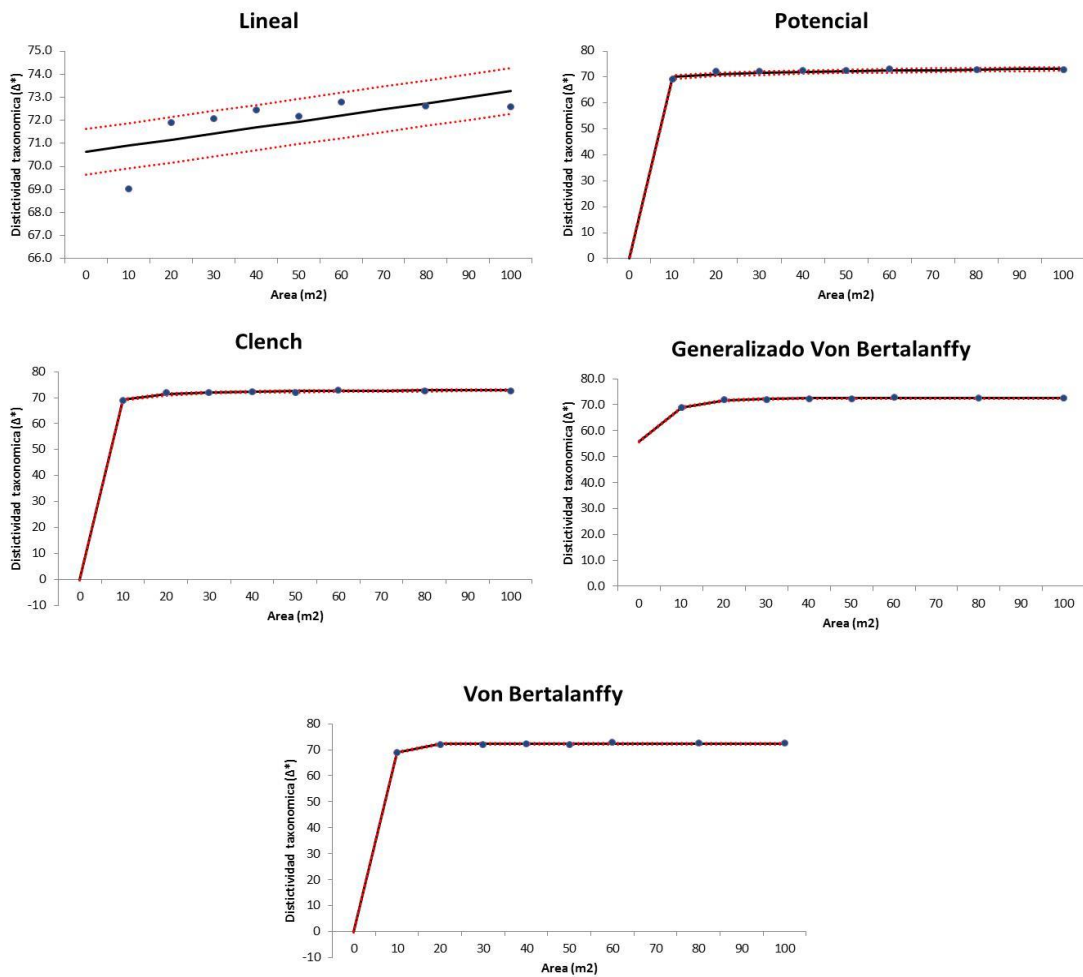 Lineal
75.0
74.0
73.0
72.0
71.0
70.0
69.0
68.0
67.0
66.0
Distictividad taxonomica (Δ*)
0 10 20 30 40 50 60 70 80 90 100
Area (m2)
Potencial
80
70
60
50
40
30
20
10
0
Distictividad taxonomica (Δ*)
0 10 20 30 40 50 60 70 80 90 100
Area (m2)
Clench
80
70
60
50
40
30
20
10
0
-10
Distictividad taxonomica (Δ*)
0 10 20 30 40 50 60 70 80 90 100
Area (m2)
Generalizado Von Bertalanffy
80.0
70.0
60.0
50.0
40.0
30.0
20.0
10.0
0.0
Distictividad taxonomica (Δ*)
0 10 20 30 40 50 60 70 80 90 100
Area (m2)
Von Bertalanffy
80
70
60
50
40
30
20
10
0
-10
Distictividad taxonomica (Δ*)
0 10 20 30 40 50 60 70 80 90 100
Area (m2)